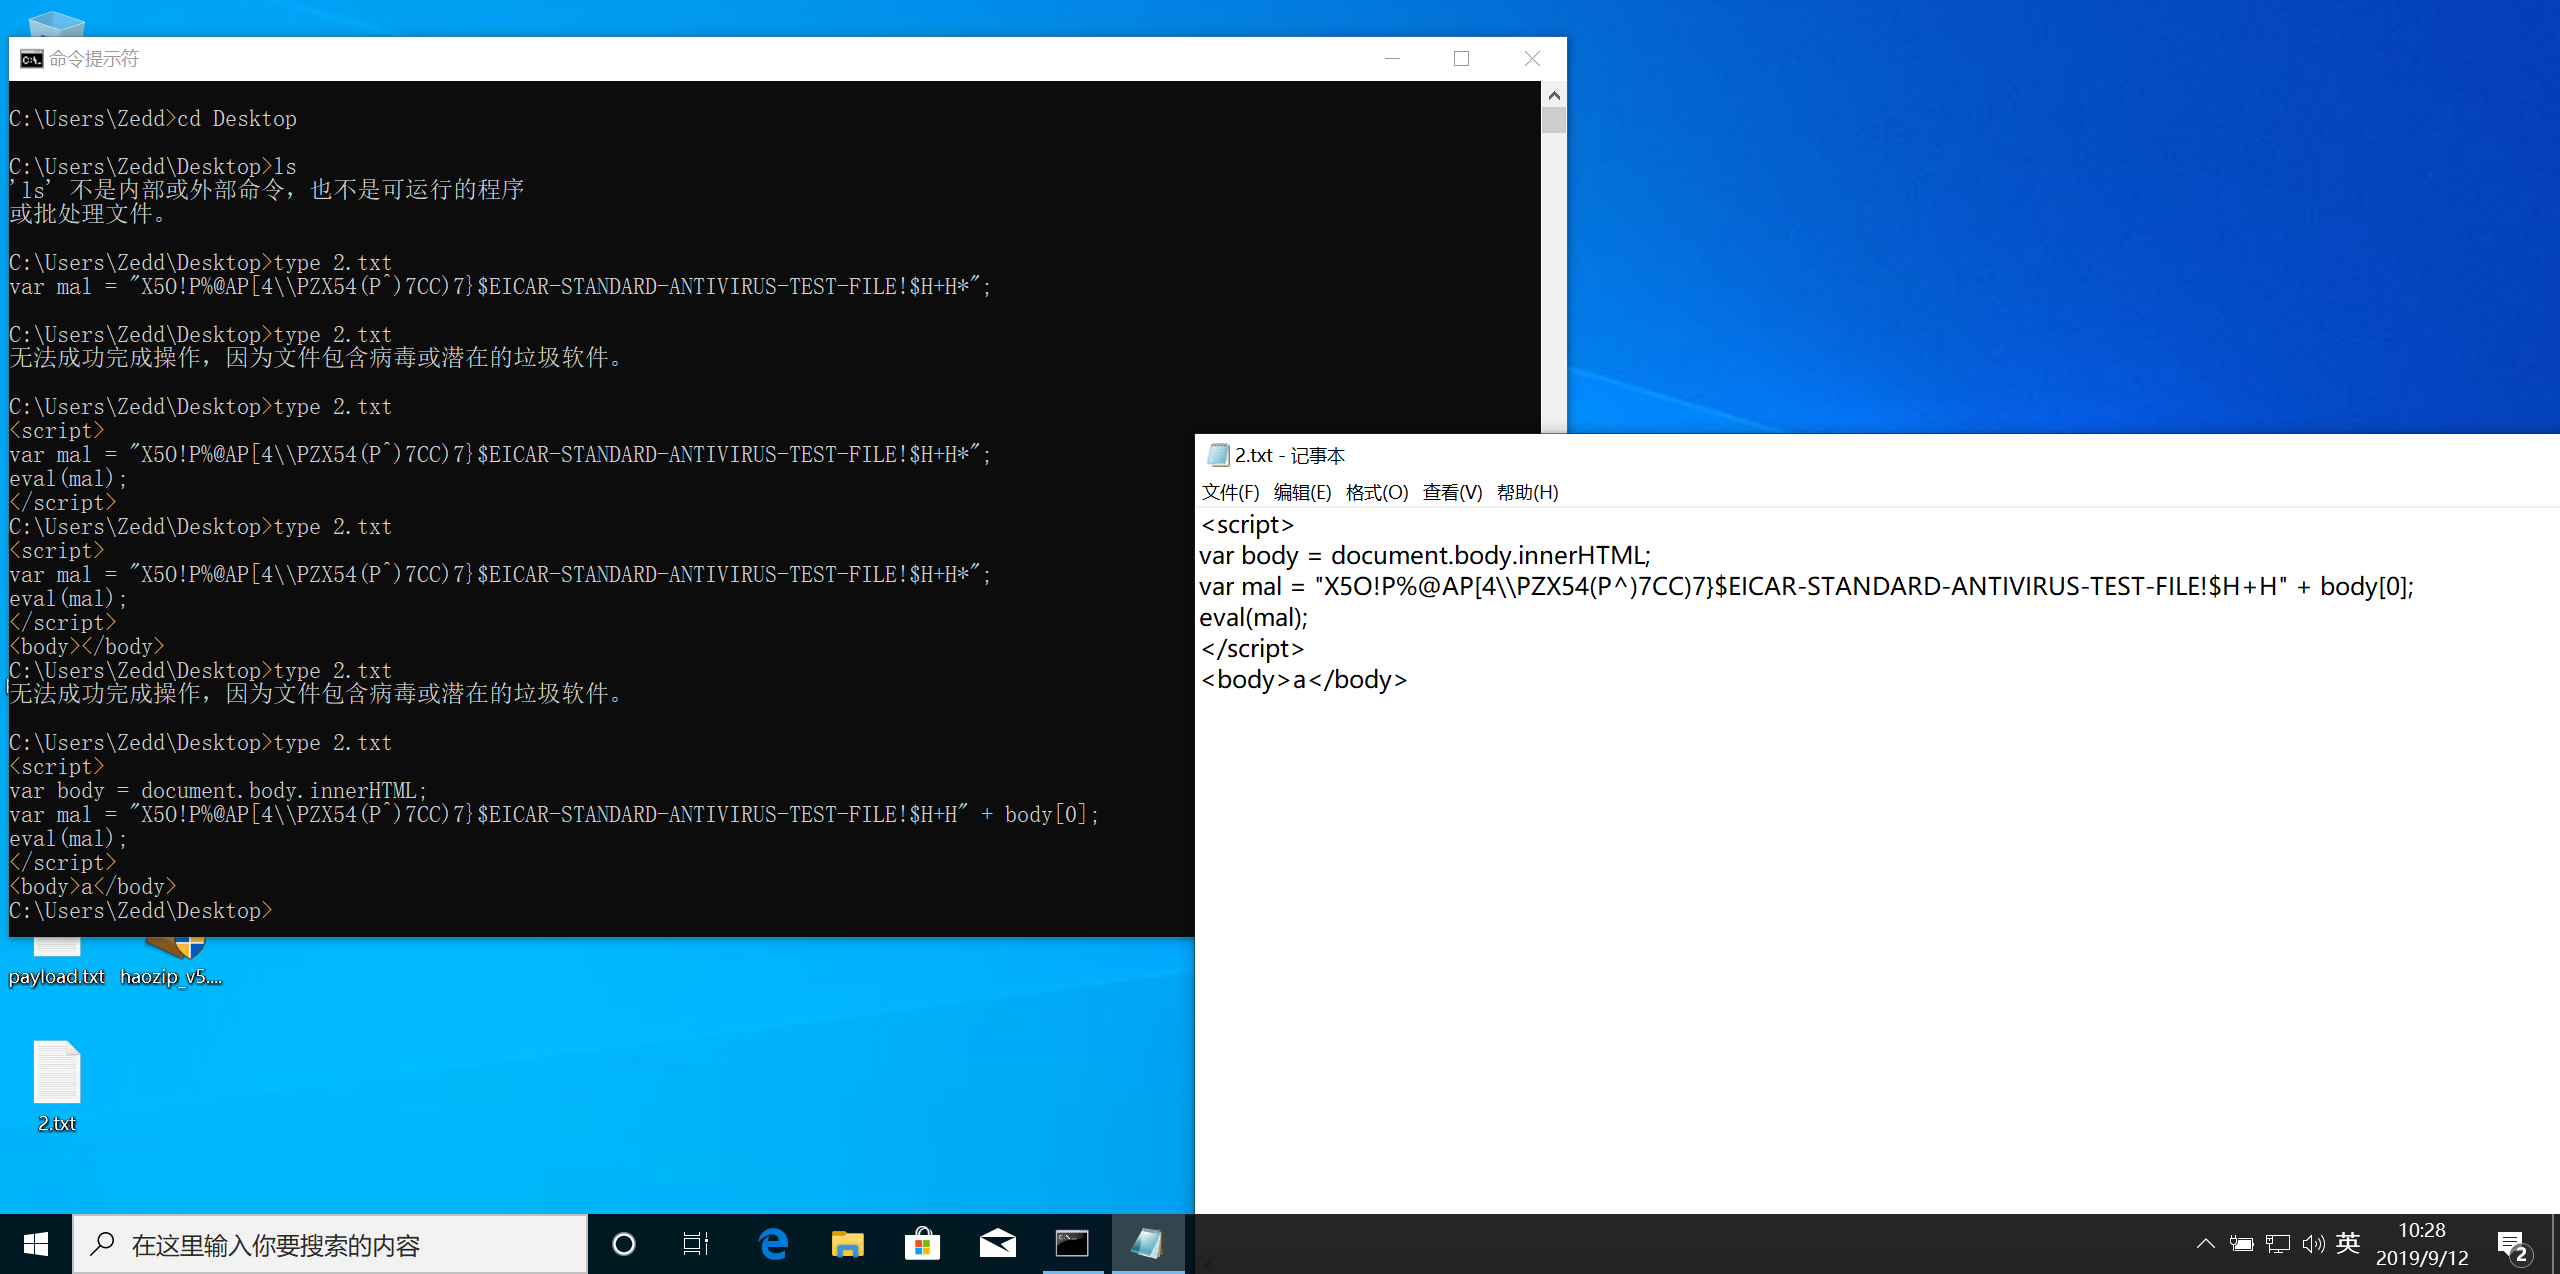 命令提示符
C:\Users\Zedd>cd Desktop
C:\Users\Zedd\Desktop>ls
'ls' 不是内部或外部命令，也不是可运行的程序
或批处理文件。
C:\Users\Zedd\Desktop>type 2.txt
var mal = "X5O!P%@AP[4\\PZX54(P^)7CC)7}$EICAR-STANDARD-ANTIVIRUS-TEST-FILE!$H+H*";
C:\Users\Zedd\Desktop>type 2.txt
无法成功完成操作，因为文件包含病毒或潜在的垃圾软件。
C:\Users\Zedd\Desktop>type 2.txt
<script>
var mal = "X5O!P%@AP[4\\PZX54(P^)7CC)7}$EICAR-STANDARD-ANTIVIRUS-TEST-FILE!$H+H*";
eval(mal);
</script>
C:\Users\Zedd\Desktop>type 2.txt
<script>
var mal = "X5O!P%@AP[4\\PZX54(P^)7CC)7}$EICAR-STANDARD-ANTIVIRUS-TEST-FILE!$H+H*";
eval(mal);
</script>
<body></body>
C:\Users\Zedd\Desktop>type 2.txt
无法成功完成操作，因为文件包含病毒或潜在的垃圾软件。
C:\Users\Zedd\Desktop>type 2.txt
<script>
var body = document.body.innerHTML;
var mal = "X5O!P%@AP[4\\PZX54(P^)7CC)7}$EICAR-STANDARD-ANTIVIRUS-TEST-FILE!$H+H" + body[0];
eval(mal);
</script>
<body>a</body>
C:\Users\Zedd\Desktop>
2.txt - 记事本
文件(F) 编辑(E) 格式(O) 查看(V) 帮助(H)
<script>
var body = document.body.innerHTML;
var mal = "X5O!P%@AP[4\\PZX54(P^)7CC)7}$EICAR-STANDARD-ANTIVIRUS-TEST-FILE!$H+H" + body[0];
eval(mal);
</script>
<body>a</body>
payload.txt
haozip_v5....
2.txt
在这里输入你要搜索的内容
英
10:28
2019/9/12
2